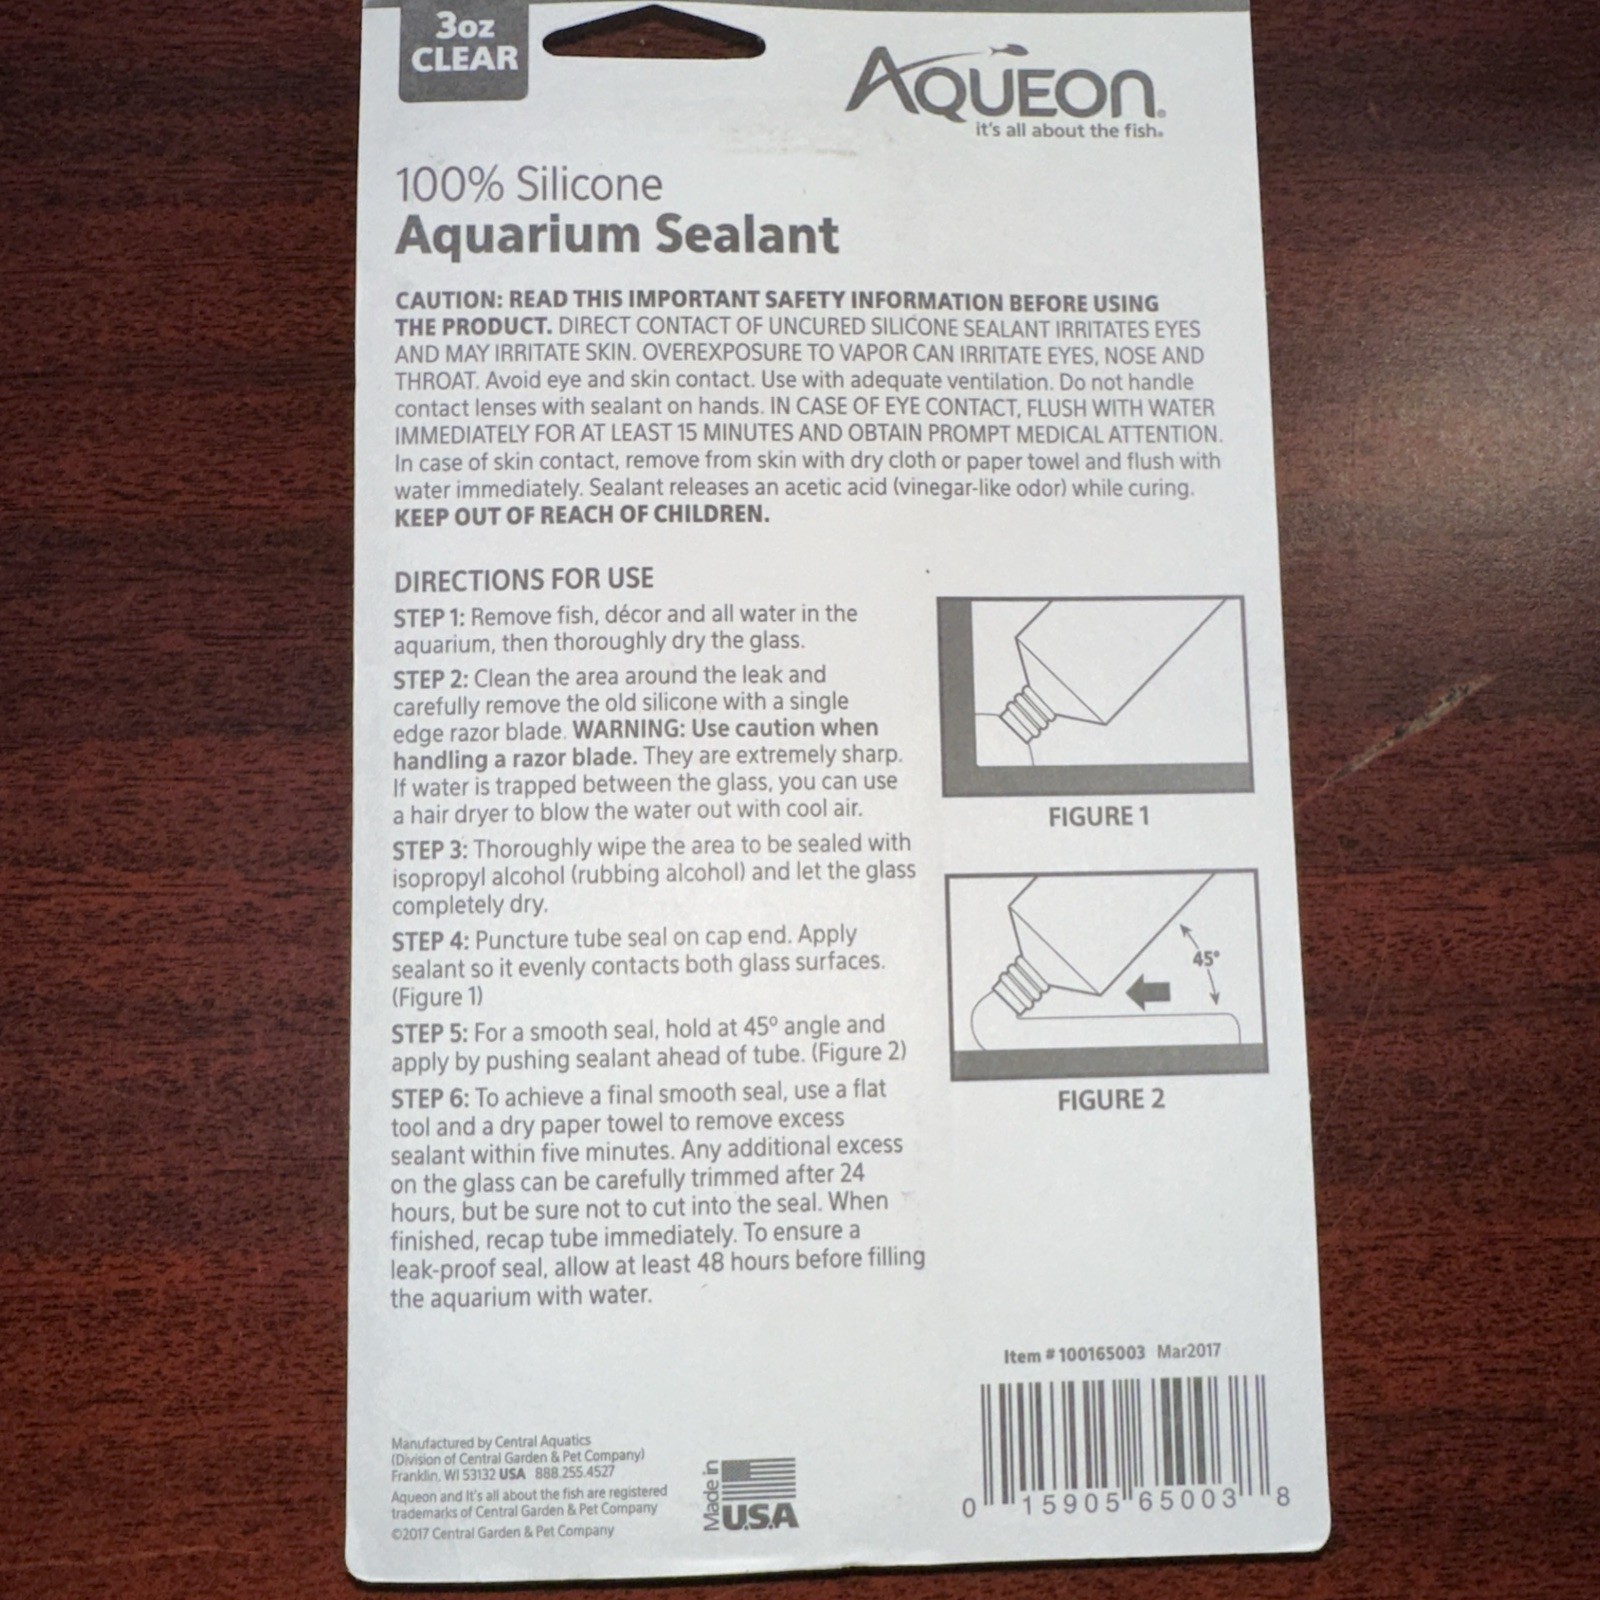 3oz
CLEAR
AQUEON®
it's all about the fish®
100% Silicone
Aquarium Sealant
CAUTION: READ THIS IMPORTANT SAFETY INFORMATION BEFORE USING
THE PRODUCT. DIRECT CONTACT OF UNCURED SILICONE SEALANT IRRITATES EYES
AND MAY IRRITATE SKIN. OVEREXPOSURE TO VAPOR CAN IRRITATE EYES, NOSE AND
THROAT. Avoid eye and skin contact. Use with adequate ventilation. Do not handle
contact lenses with sealant on hands. IN CASE OF EYE CONTACT, FLUSH WITH WATER
IMMEDIATELY FOR AT LEAST 15 MINUTES AND OBTAIN PROMPT MEDICAL ATTENTION.
In case of skin contact, remove from skin with dry cloth or paper towel and flush with
water immediately. Sealant releases an acetic acid (vinegar-like odor) while curing.
KEEP OUT OF REACH OF CHILDREN.
DIRECTIONS FOR USE
STEP 1: Remove fish, décor and all water in the
aquarium, then thoroughly dry the glass.
STEP 2: Clean the area around the leak and
carefully remove the old silicone with a single
edge razor blade. WARNING: Use caution when
handling a razor blade. They are extremely sharp.
If water is trapped between the glass, you can use
a hair dryer to blow the water out with cool air.
STEP 3: Thoroughly wipe the area to be sealed with
isopropyl alcohol (rubbing alcohol) and let the glass
completely dry.
STEP 4: Puncture tube seal on cap end. Apply
sealant so it evenly contacts both glass surfaces.
(Figure 1)
STEP 5: For a smooth seal, hold at 45º angle and
apply by pushing sealant ahead of tube. (Figure 2)
STEP 6: To achieve a final smooth seal, use a flat
tool and a dry paper towel to remove excess
sealant within five minutes. Any additional excess
on the glass can be carefully trimmed after 24
hours, but be sure not to cut into the seal. When
finished, recap tube immediately. To ensure a
leak-proof seal, allow at least 48 hours before filling
the aquarium with water.
FIGURE 1
45°
FIGURE 2
Item # 100165003 Mar2017
0 15905 65003 8
Manufactured by Central Aquatics
(Division of Central Garden & Pet Company)
Franklin, WI 53132 USA 888.255.4527
Aqueon and It's all about the fish are registered
trademarks of Central Garden & Pet Company
©2017 Central Garden & Pet Company
Made in
U.S.A